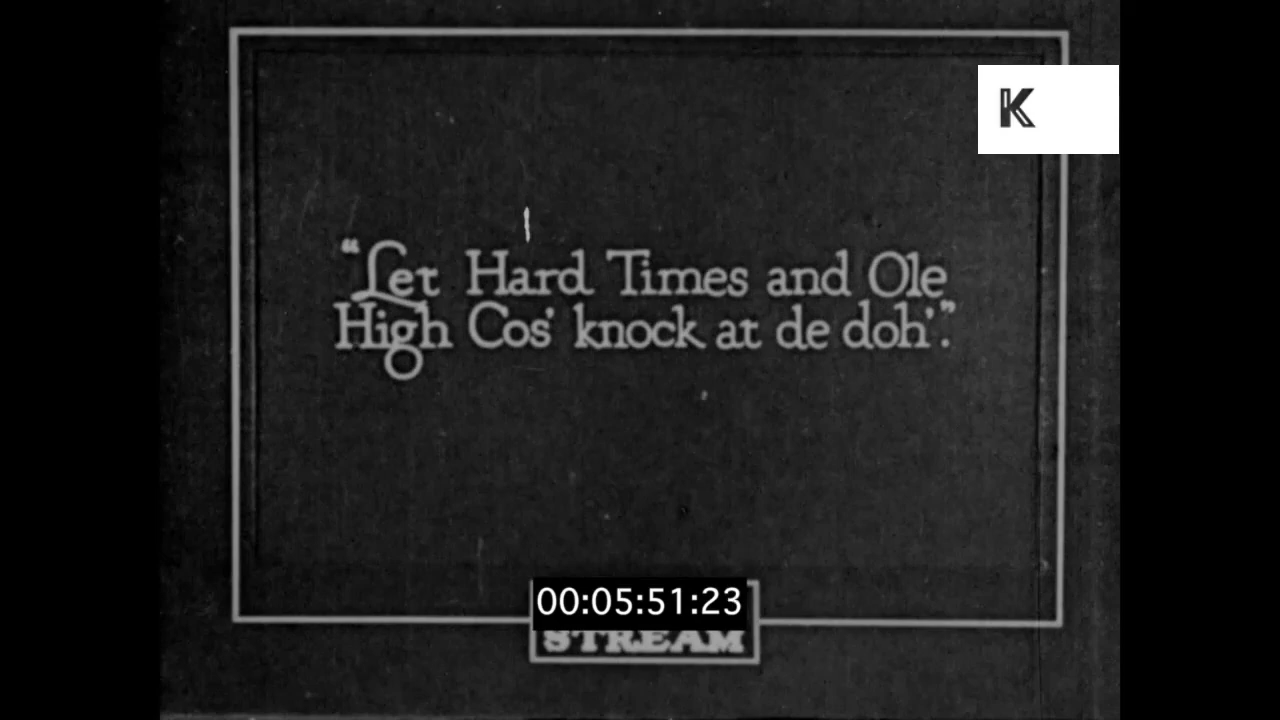 K
“Let Hard Times and Ole
High Cos' knock at de doh'.”
00:05:51:23
STREAM